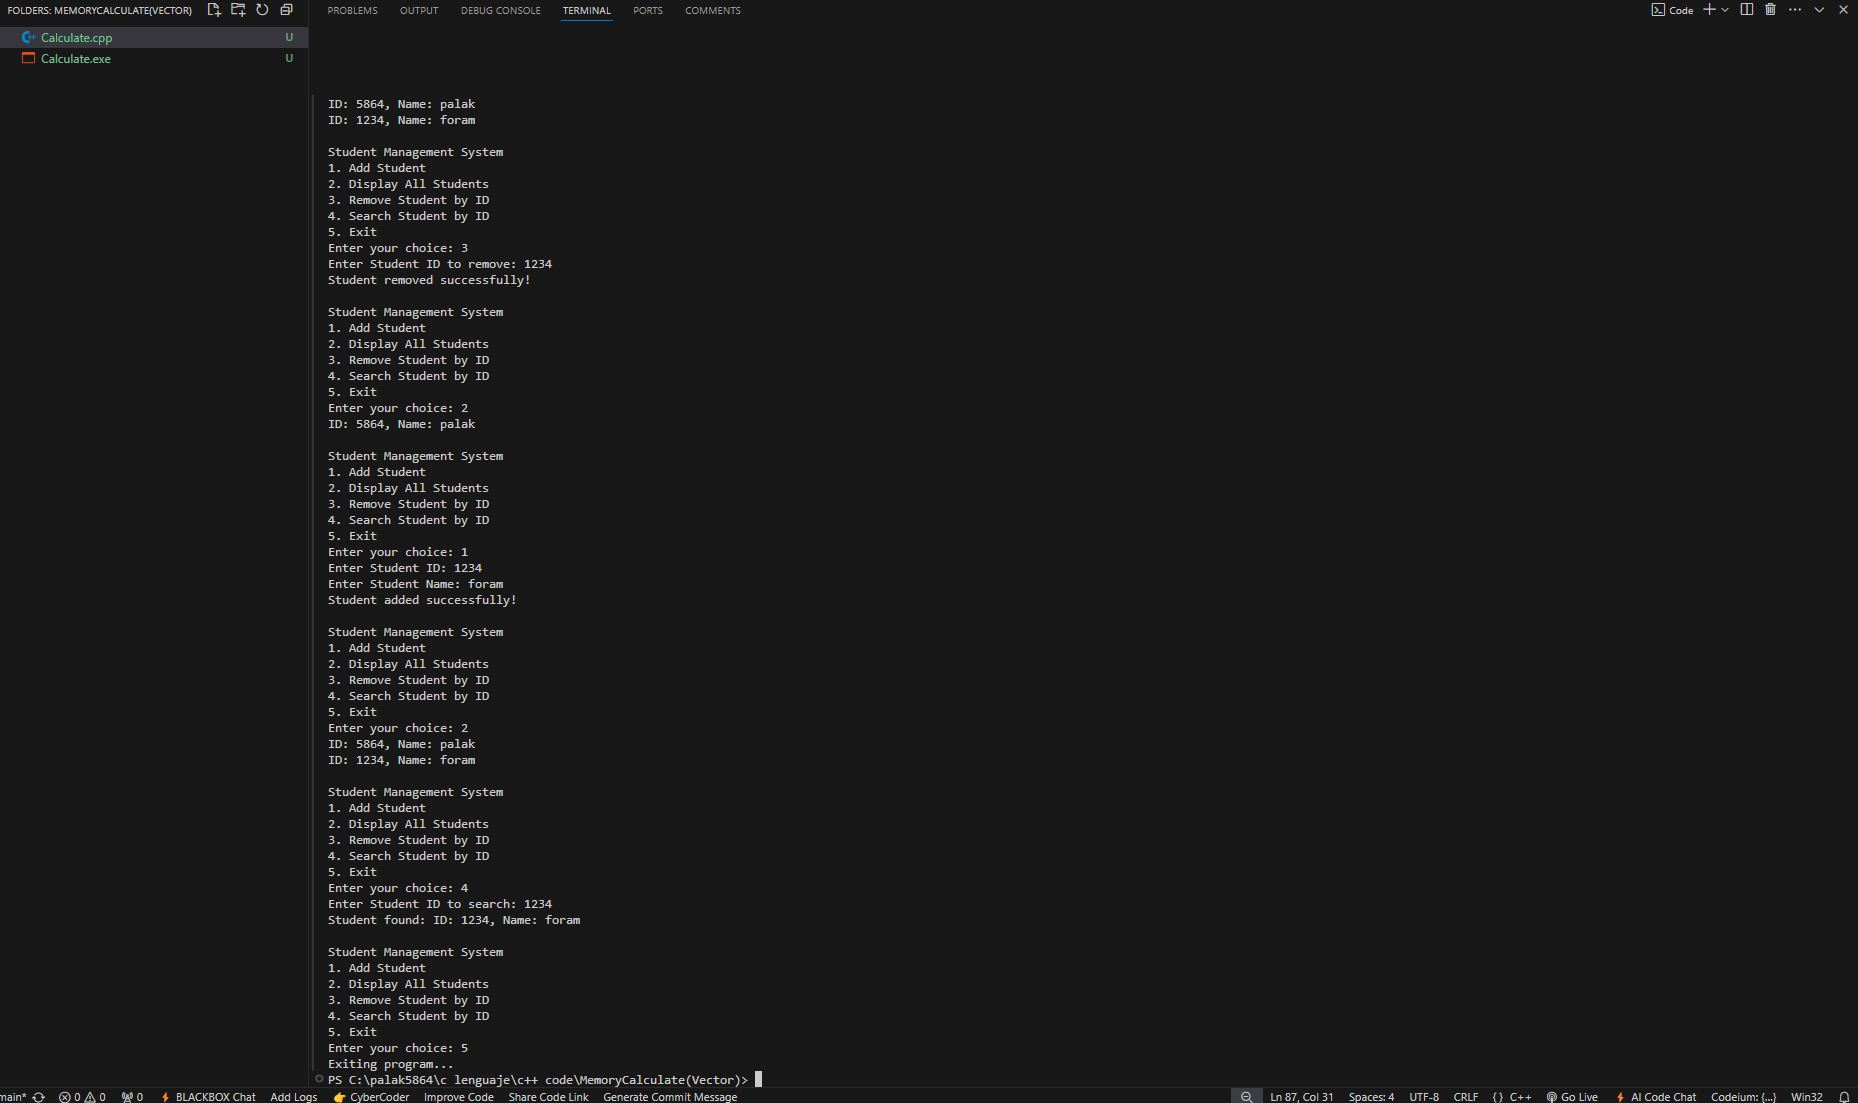 FOLDERS: MEMORYCALCULATE(VECTOR)
Calculate.cpp U
Calculate.exe U
PROBLEMS OUTPUT DEBUG CONSOLE TERMINAL PORTS COMMENTS
Code
ID: 5864, Name: palak
ID: 1234, Name: foram
Student Management System
1. Add Student
2. Display All Students
3. Remove Student by ID
4. Search Student by ID
5. Exit
Enter your choice: 3
Enter Student ID to remove: 1234
Student removed successfully!
Student Management System
1. Add Student
2. Display All Students
3. Remove Student by ID
4. Search Student by ID
5. Exit
Enter your choice: 2
ID: 5864, Name: palak
Student Management System
1. Add Student
2. Display All Students
3. Remove Student by ID
4. Search Student by ID
5. Exit
Enter your choice: 1
Enter Student ID: 1234
Enter Student Name: foram
Student added successfully!
Student Management System
1. Add Student
2. Display All Students
3. Remove Student by ID
4. Search Student by ID
5. Exit
Enter your choice: 2
ID: 5864, Name: palak
ID: 1234, Name: foram
Student Management System
1. Add Student
2. Display All Students
3. Remove Student by ID
4. Search Student by ID
5. Exit
Enter your choice: 4
Enter Student ID to search: 1234
Student found: ID: 1234, Name: foram
Student Management System
1. Add Student
2. Display All Students
3. Remove Student by ID
4. Search Student by ID
5. Exit
Enter your choice: 5
Exiting program...
PS C:\palak5864\c lenguaje\c++ code\MemoryCalculate(Vector)>
main* 0 0 0 BLACKBOX Chat Add Logs CyberCoder Improve Code Share Code Link Generate Commit Message Ln 87, Col 31 Spaces: 4 UTF-8 CRLF {} C++ Go Live AI Code Chat Codeium: {...} Win32